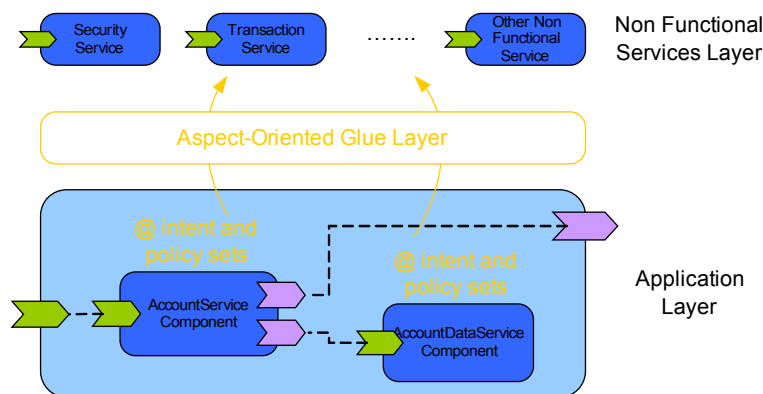 Security
Service
Transaction
Service
........
Other Non
Functional
Service
Non Functional
Services Layer
Aspect-Oriented Glue Layer
@ intent and
policy sets
@ intent and
policy sets
AccountService
Component
AccountDataService
Component
Application
Layer